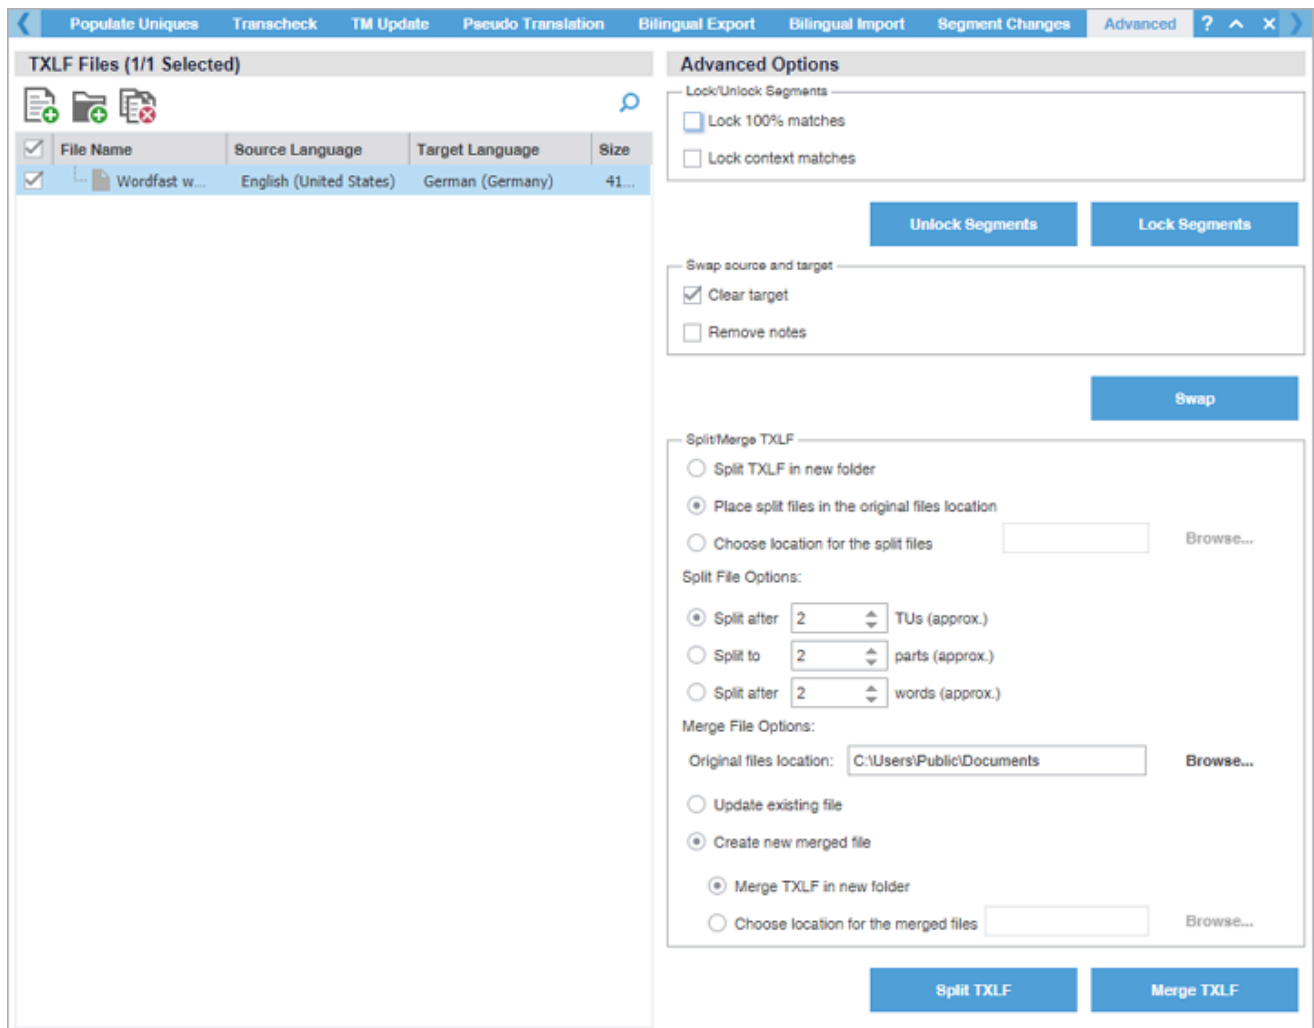 Populate Uniques Transcheck TM Update Pseudo Translation Bilingual Export Bilingual Import Segment Changes Advanced ?
TXLF Files (1/1 Selected)
File Name Source Language Target Language Size
Wordfast w... English (United States) German (Germany) 41...
Advanced Options
Lock/Unlock Segments
Lock 100% matches
Lock context matches
Unlock Segments Lock Segments
Swap source and target
Clear target
Remove notes
Swap
Split/Merge TXLF
Split TXLF in new folder
Place split files in the original files location
Choose location for the split files Browse...
Split File Options:
Split after 2 TUs (approx.)
Split to 2 parts (approx.)
Split after 2 words (approx.)
Merge File Options:
Original files location: C:\Users\Public\Documents Browse...
Update existing file
Create new merged file
Merge TXLF in new folder
Choose location for the merged files Browse...
Split TXLF Merge TXLF